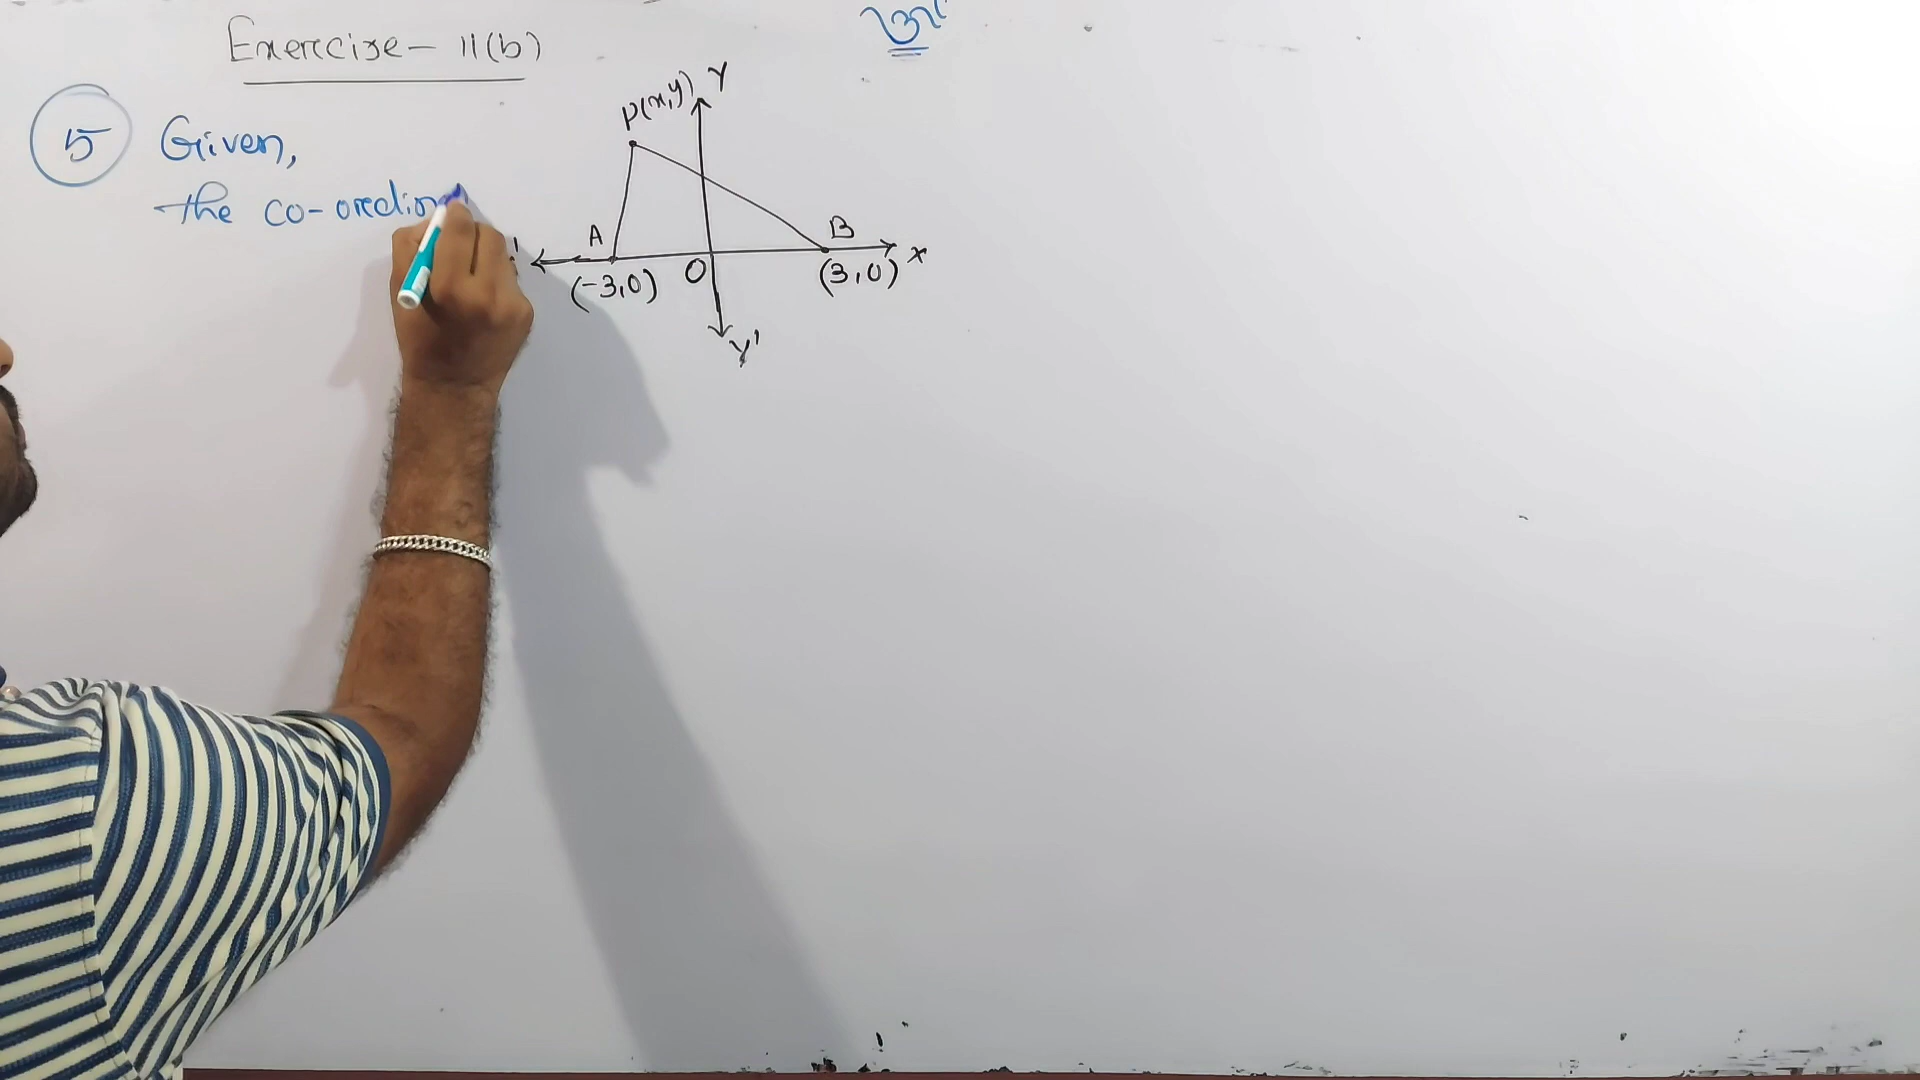 Exercise - 11(b)
5 Given,
the co-ordin
P(x,y)
Y
A
B
(-3,0)
O
(3,0)
x
Y'